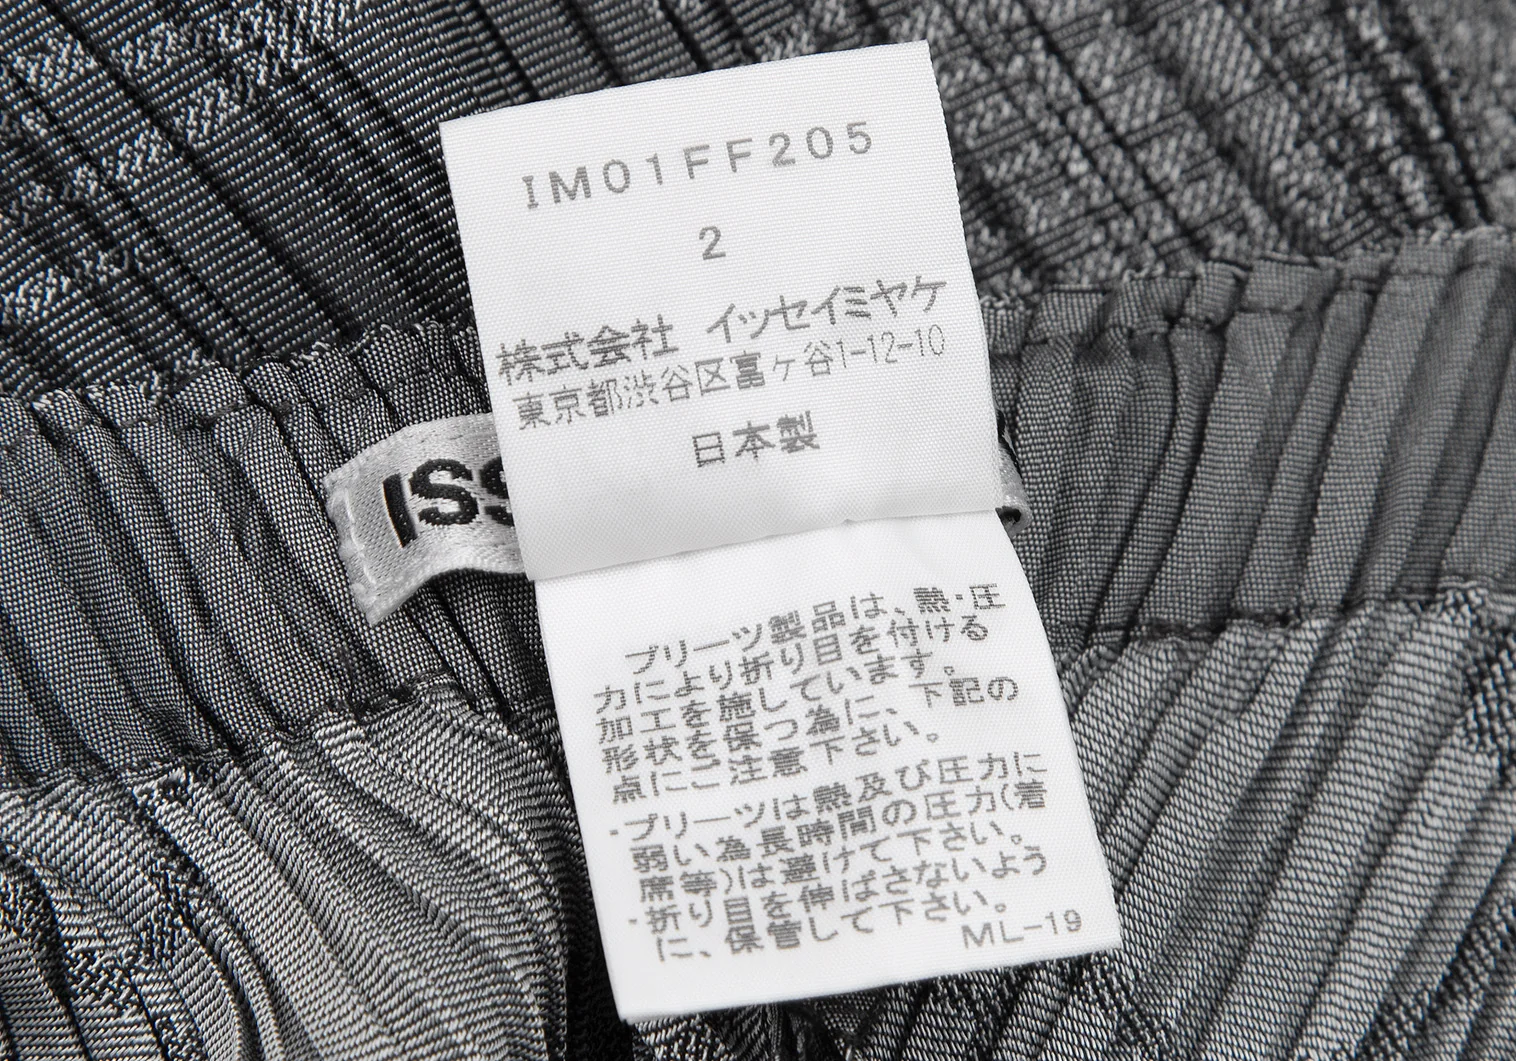 IM01FF205
2
株式会社 イッセイミヤケ
東京都渋谷区富ヶ谷1-12-10
日本製
ISS
プリーツ製品は、熱・圧
力により折り目を付ける
加工を施しています。
形状を保つ為に、下記の
点にご注意下さい。
・プリーツは熱及び圧力に
弱い為長時間の圧力(着
席等)は避けて下さい。
・折り目を伸ばさないよう
に、保管して下さい。
ML-19